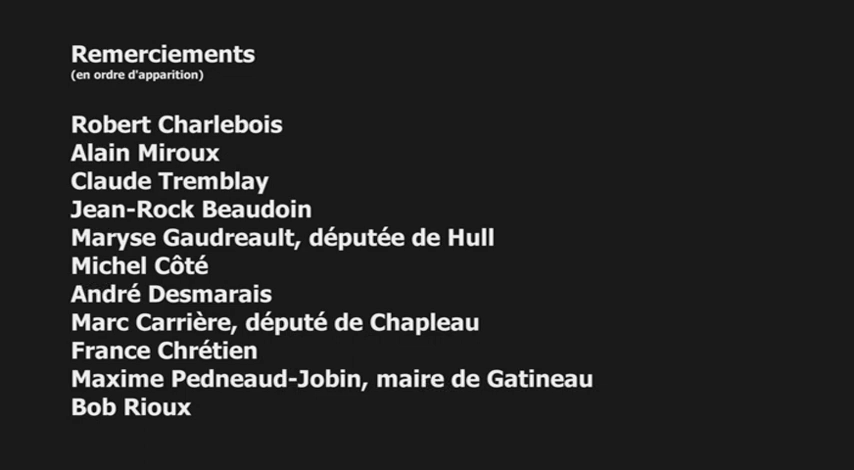 Remerciements
(en ordre d'apparition)
Robert Charlebois
Alain Miroux
Claude Tremblay
Jean-Rock Beaudoin
Maryse Gaudreault, députée de Hull
Michel Côté
André Desmarais
Marc Carrière, député de Chapleau
France Chrétien
Maxime Pedneaud-Jobin, maire de Gatineau
Bob Rioux